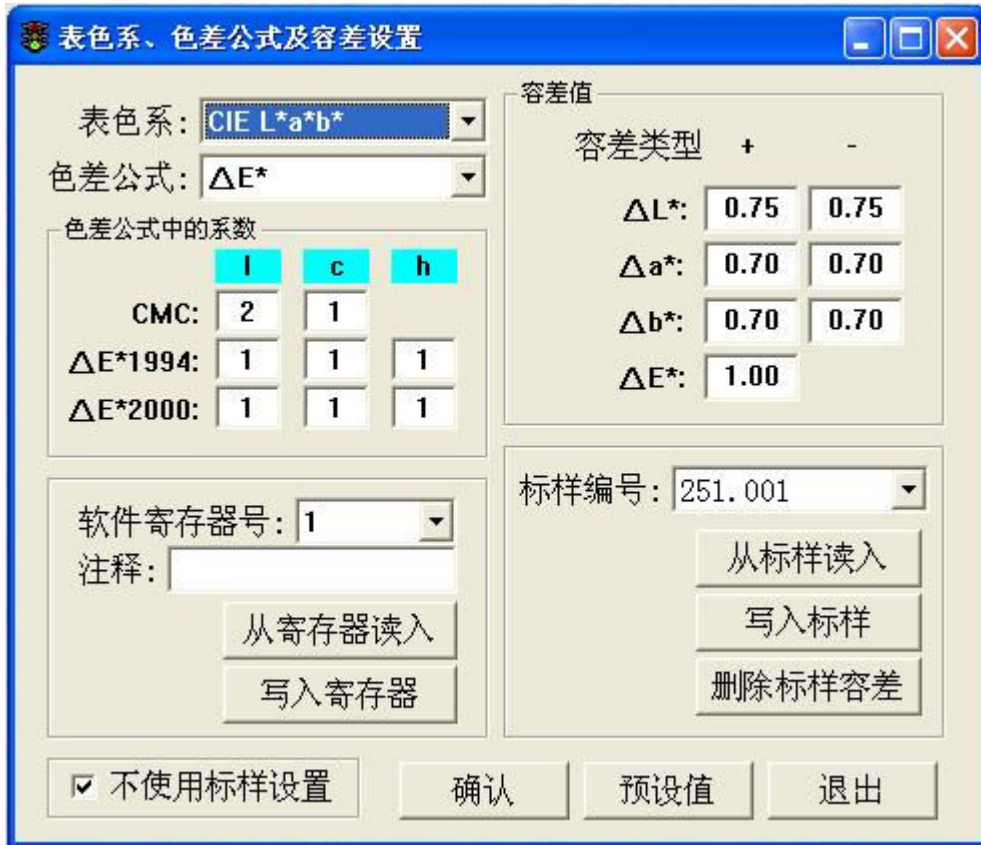 表色系、色差公式及容差设置
表色系: CIE L*a*b*
色差公式: ΔE*
色差公式中的系数
l c h
CMC: 2 1
ΔE*1994: 1 1 1
ΔE*2000: 1 1 1
容差值
容差类型 + -
ΔL*: 0.75 0.75
Δa*: 0.70 0.70
Δb*: 0.70 0.70
ΔE*: 1.00
软件寄存器号: 1
注释:
从寄存器读入
写入寄存器
标样编号: 251.001
从标样读入
写入标样
删除标样容差
不使用标样设置
确认
预设值
退出